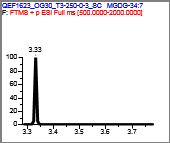 QEF1623_OG30_T3-250-0-3_SC MGDG-34:7
F: FTMS + p ESI Full ms [500.0000-2000.0000]
3.33
100
80
60
40
20
0
3.3 3.4 3.5 3.6 3.7